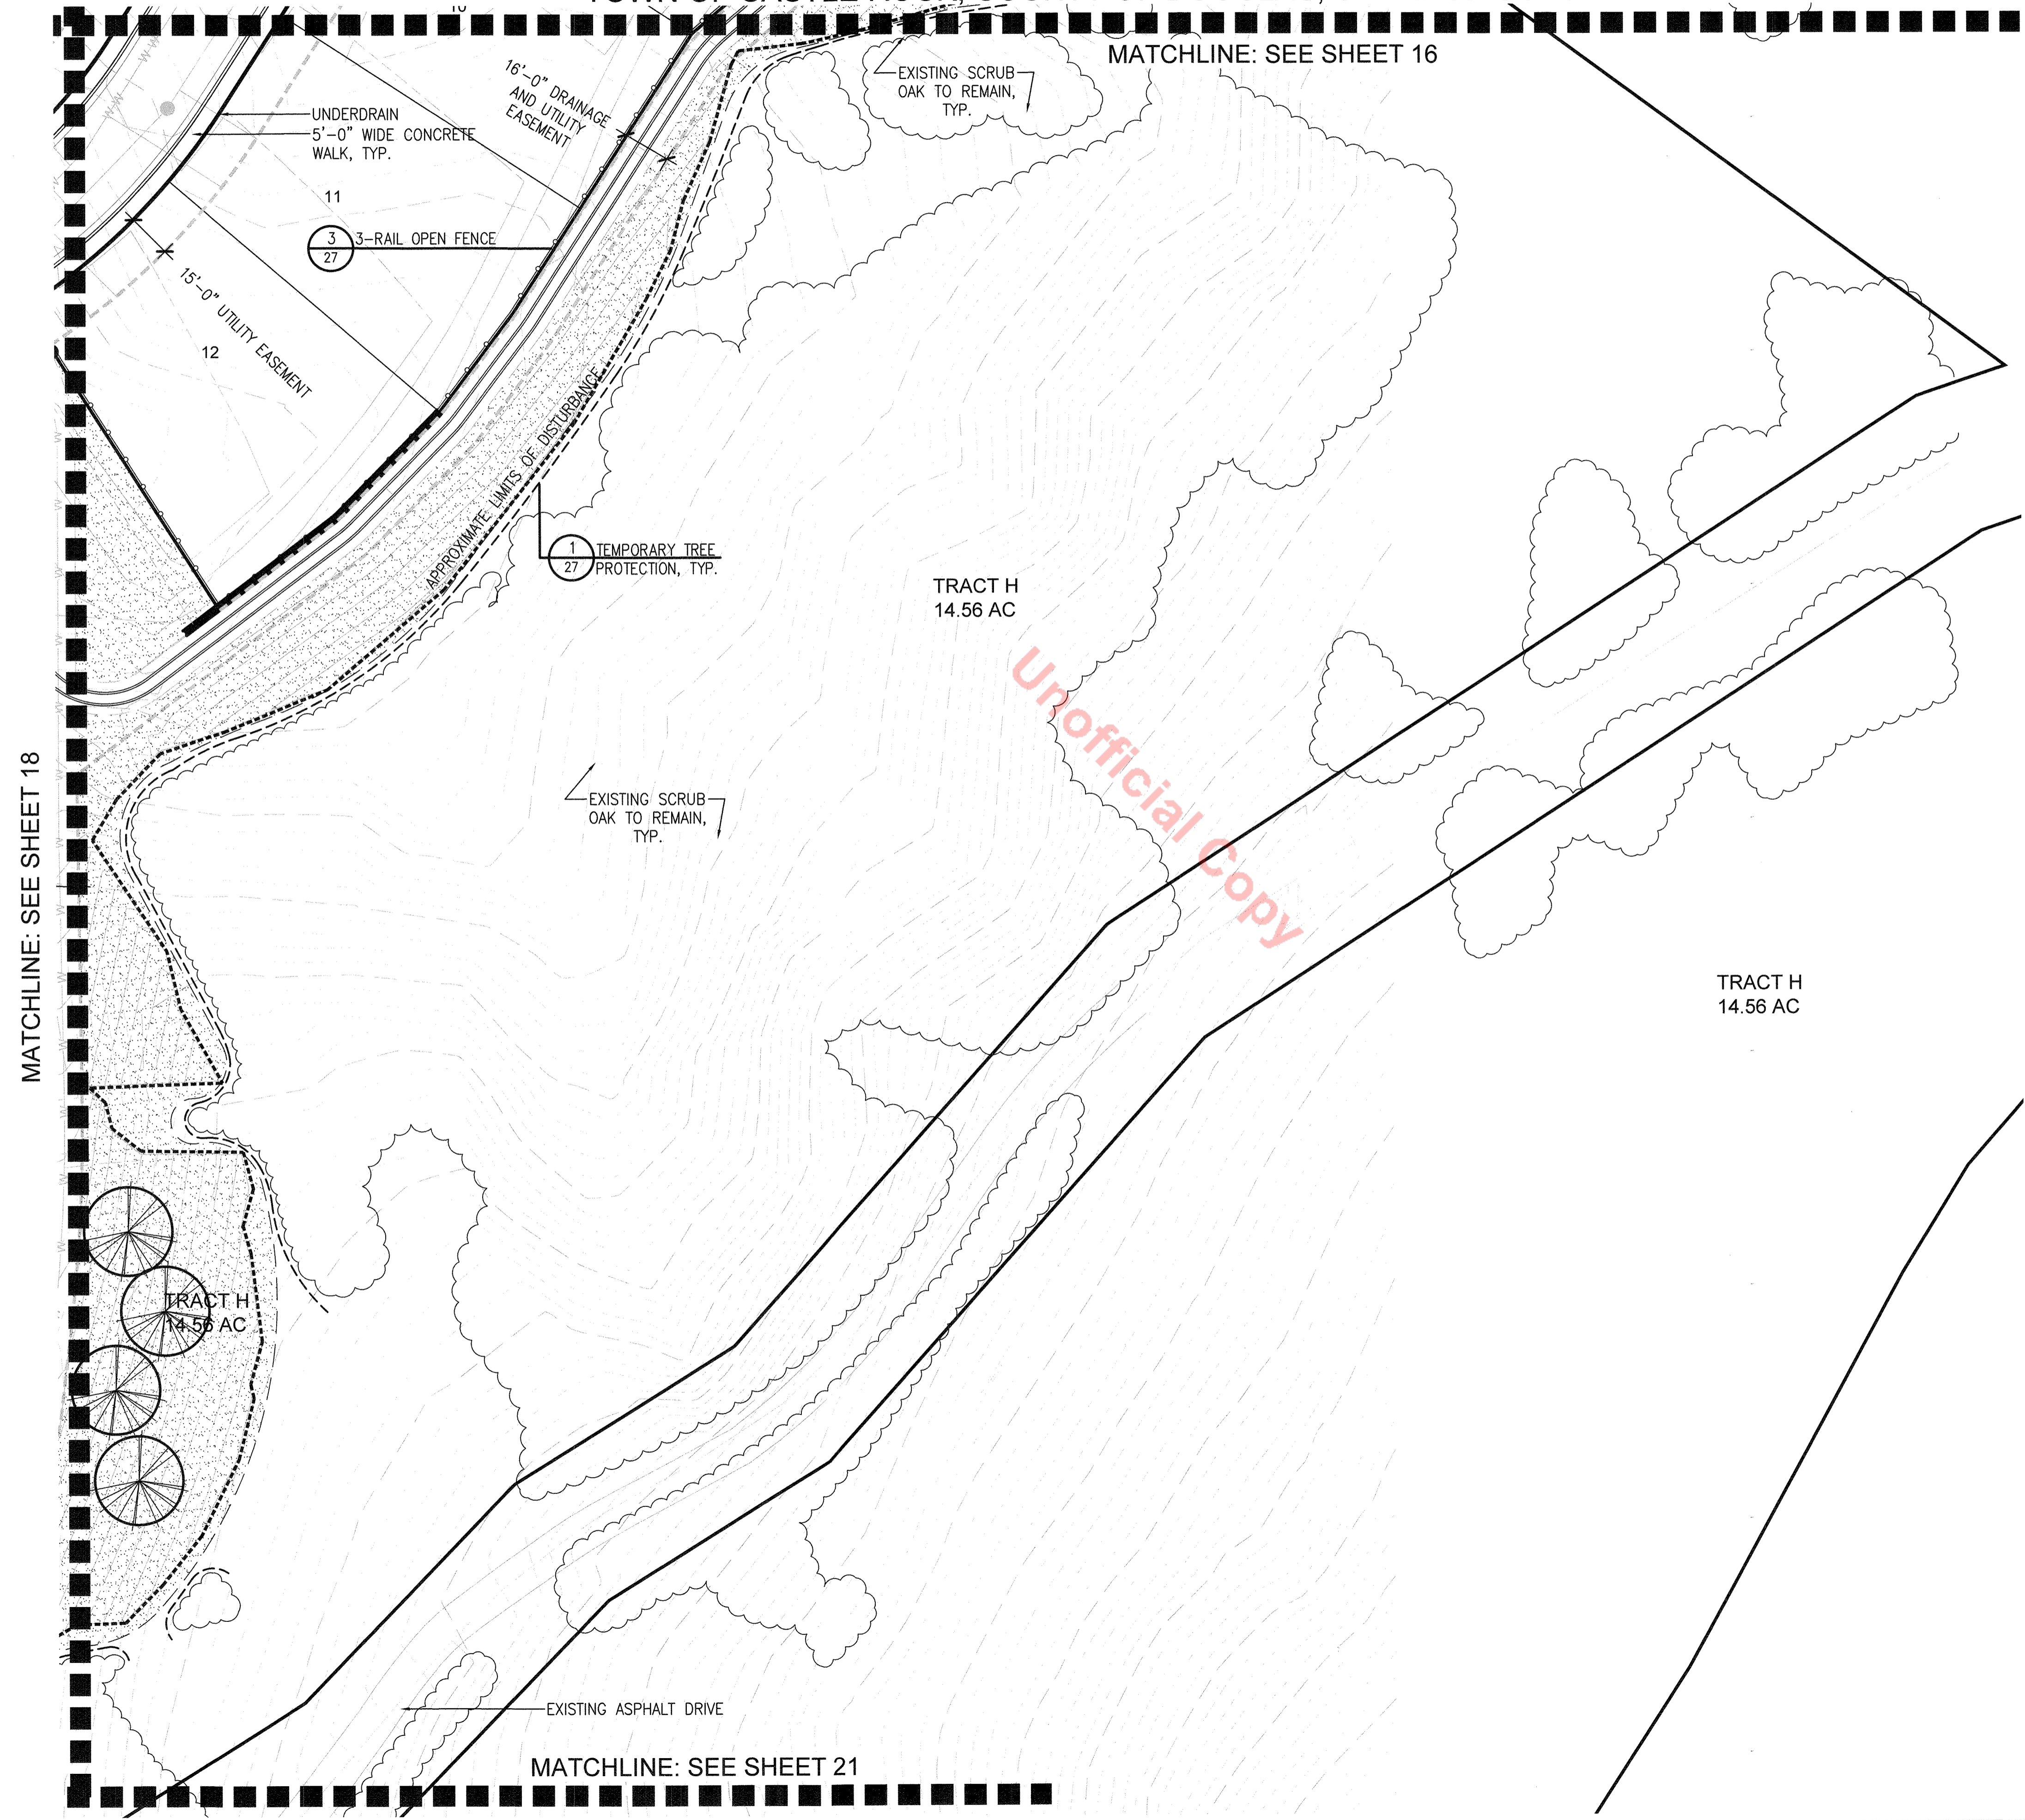 MATCHLINE: SEE SHEET 16
EXISTING SCRUB
OAK TO REMAIN,
TYP.
16'-0" DRAINAGE
AND UTILITY
EASEMENT
UNDERDRAIN
5'-0" WIDE CONCRETE
WALK, TYP.
11
3
27
3-RAIL OPEN FENCE
15'-0" UTILITY EASEMENT
12
APPROXIMATE LIMITS OF DISTURBANCE
1
27
TEMPORARY TREE
PROTECTION, TYP.
TRACT H
14.56 AC
Unofficial Copy
MATCHLINE: SEE SHEET 18
EXISTING SCRUB
OAK TO REMAIN,
TYP.
TRACT H
14.56 AC
TRACT H
14.56 AC
EXISTING ASPHALT DRIVE
MATCHLINE: SEE SHEET 21